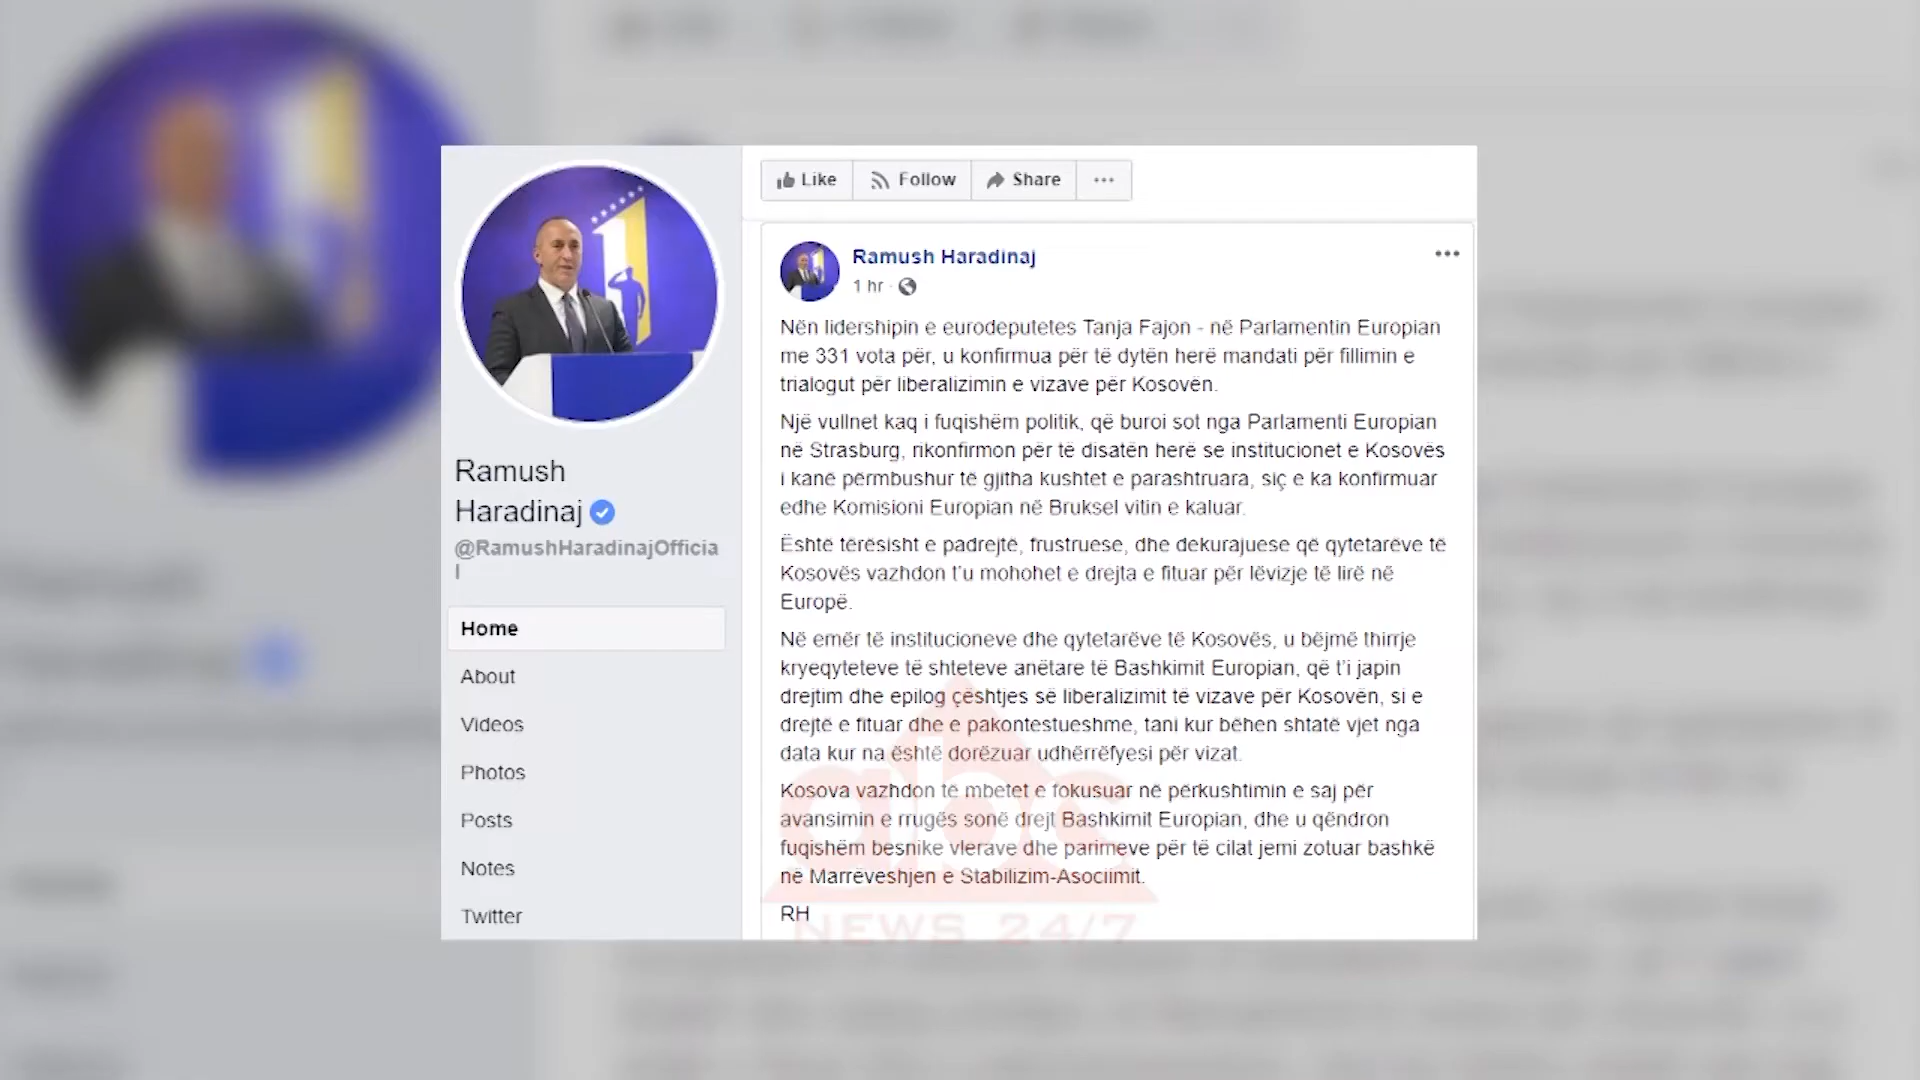 Like Follow Share
Ramush Haradinaj
1 hr
Nën lidershipin e eurodeputetes Tanja Fajon - në Parlamentin Europian
me 331 vota për, u konfirmua për të dytën herë mandati për fillimin e
trialogut për liberalizimin e vizave për Kosovën.
Një vullnet kaq i fuqishëm politik, që buroi sot nga Parlamenti Europian
në Strasburg, rikonfirmon për të disatën herë se institucionet e Kosovës
i kanë përmbushur të gjitha kushtet e parashtruara, siç e ka konfirmuar
edhe Komisioni Europian në Bruksel vitin e kaluar.
Është tërësisht e padrejtë, frustruese, dhe dekurajuese që qytetarëve të
Kosovës vazhdon t'u mohohet e drejta e fituar për lëvizje të lirë në
Europë.
Në emër të institucioneve dhe qytetarëve të Kosovës, u bëjmë thirrje
kryeqyteteve të shteteve anëtare të Bashkimit Europian, që t'i japin
drejtim dhe epilog çështjes së liberalizimit të vizave për Kosovën, si e
drejtë e fituar dhe e pakontestueshme, tani kur bëhen shtatë vjet nga
data kur na është dorëzuar udhërrëfyesi për vizat.
Kosova vazhdon të mbetet e fokusuar në përkushtimin e saj për
avansimin e rrugës sonë drejt Bashkimit Europian, dhe u qëndron
fuqishëm besnike vlerave dhe parimeve për të cilat jemi zotuar bashkë
në Marrëveshjen e Stabilizim-Asociimit.
RH
Ramush
Haradinaj
@RamushHaradinajOfficia
l
Home
About
Videos
Photos
Posts
Notes
Twitter
abc
NEWS 24/7